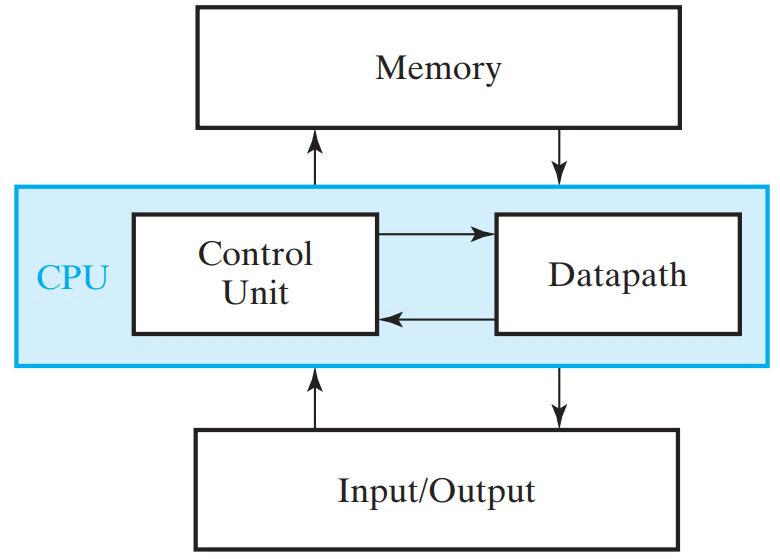 Memory
CPU
Control
Unit
Datapath
Input/Output